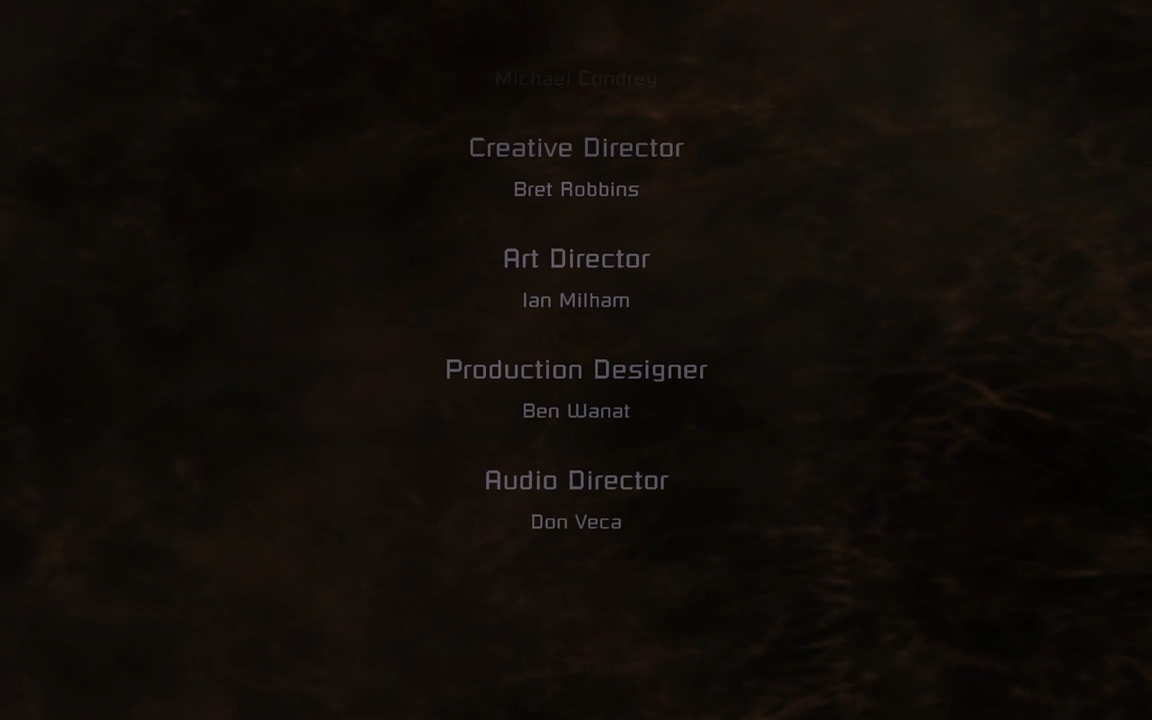 Michael Condrey
Creative Director
Bret Robbins
Art Director
Ian Milham
Production Designer
Ben Wanat
Audio Director
Don Veca